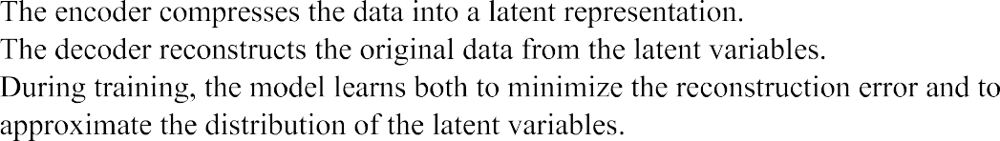 The encoder compresses the data into a latent representation.
The decoder reconstructs the original data from the latent variables.
During training, the model learns both to minimize the reconstruction error and to
approximate the distribution of the latent variables.